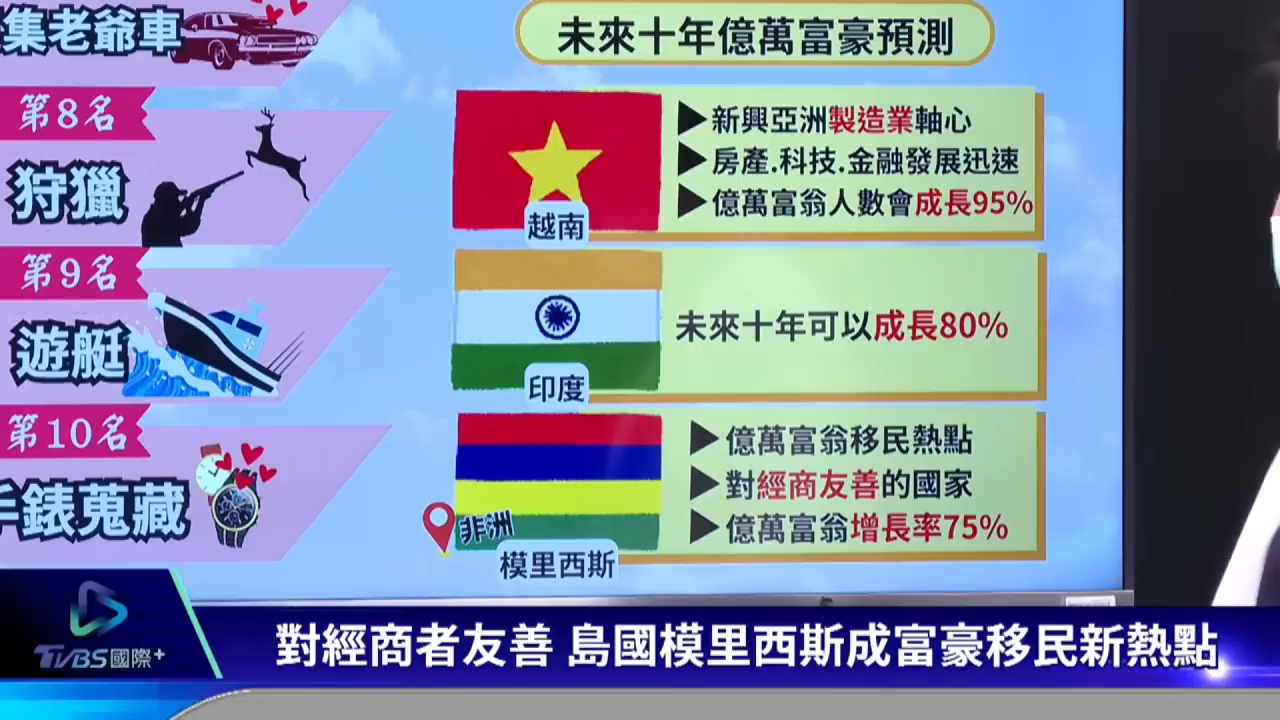 集老爺車
第8名
狩獵
第9名
遊艇
第10名
手錶蒐藏
未來十年億萬富豪預測
▶新興亞洲製造業軸心
▶房產.科技.金融發展迅速
▶億萬富翁人數會成長95%
越南
未來十年可以成長80%
印度
▶億萬富翁移民熱點
▶對經商友善的國家
▶億萬富翁增長率75%
非洲
模里西斯
TVBS國際+
對經商者友善 島國模里西斯成富豪移民新熱點